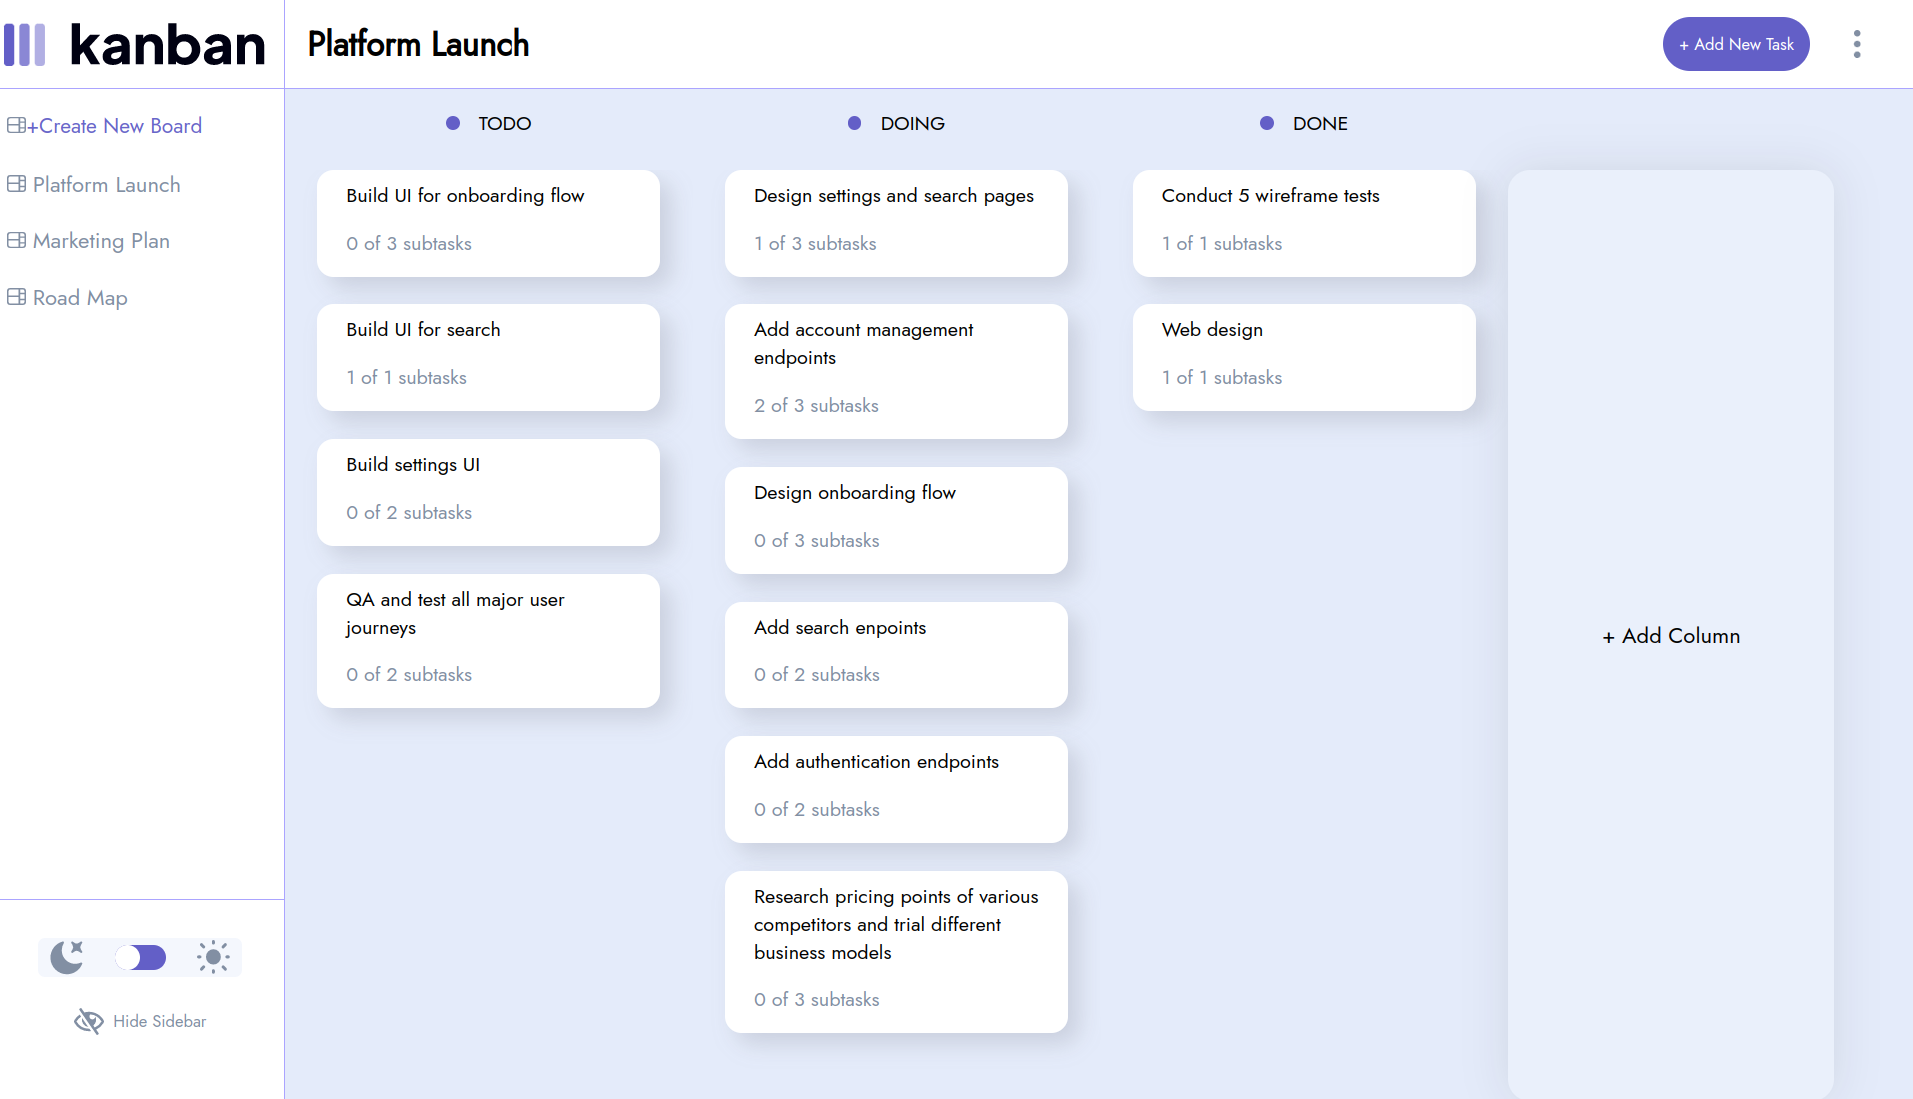 kanban
Platform Launch
+ Add New Task
+Create New Board
Platform Launch
Marketing Plan
Road Map
Hide Sidebar
TODO
Build UI for onboarding flow
0 of 3 subtasks
Build UI for search
1 of 1 subtasks
Build settings UI
0 of 2 subtasks
QA and test all major user
journeys
0 of 2 subtasks
DOING
Design settings and search pages
1 of 3 subtasks
Add account management
endpoints
2 of 3 subtasks
Design onboarding flow
0 of 3 subtasks
Add search enpoints
0 of 2 subtasks
Add authentication endpoints
0 of 2 subtasks
Research pricing points of various
competitors and trial different
business models
0 of 3 subtasks
DONE
Conduct 5 wireframe tests
1 of 1 subtasks
Web design
1 of 1 subtasks
+ Add Column